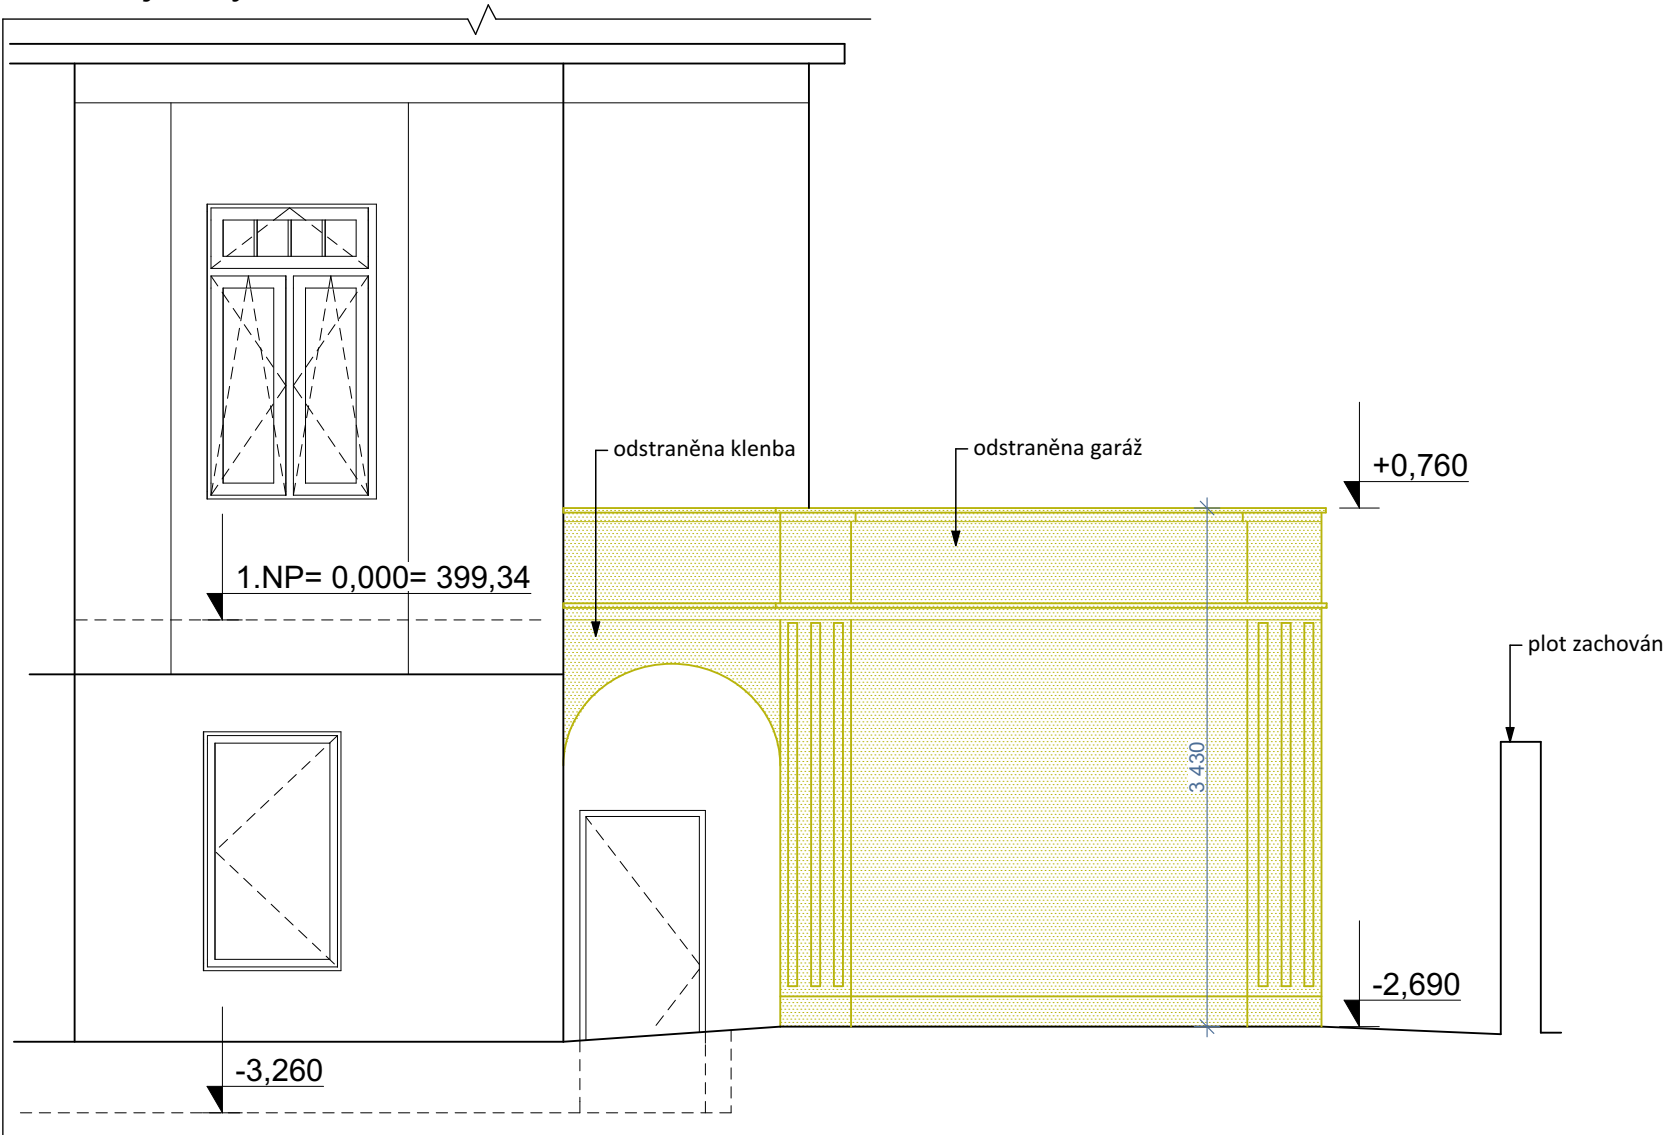 odstraněna klenba
odstraněna garáž
+0,760
1.NP= 0,000= 399,34
plot zachován
3 430
-2,690
-3,260